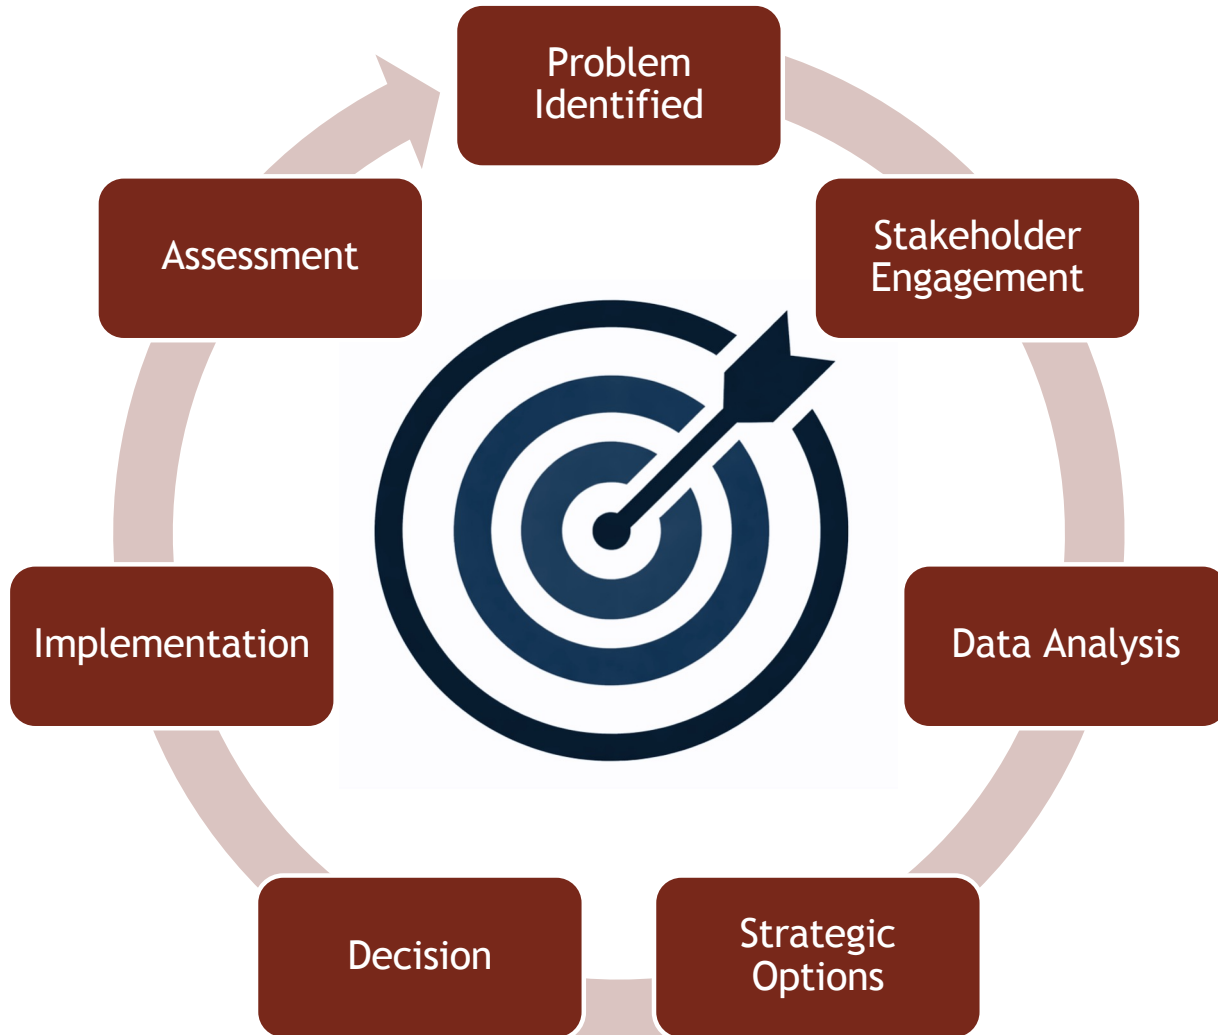 Problem
Identified
Stakeholder
Engagement
Data Analysis
Strategic
Options
Decision
Implementation
Assessment